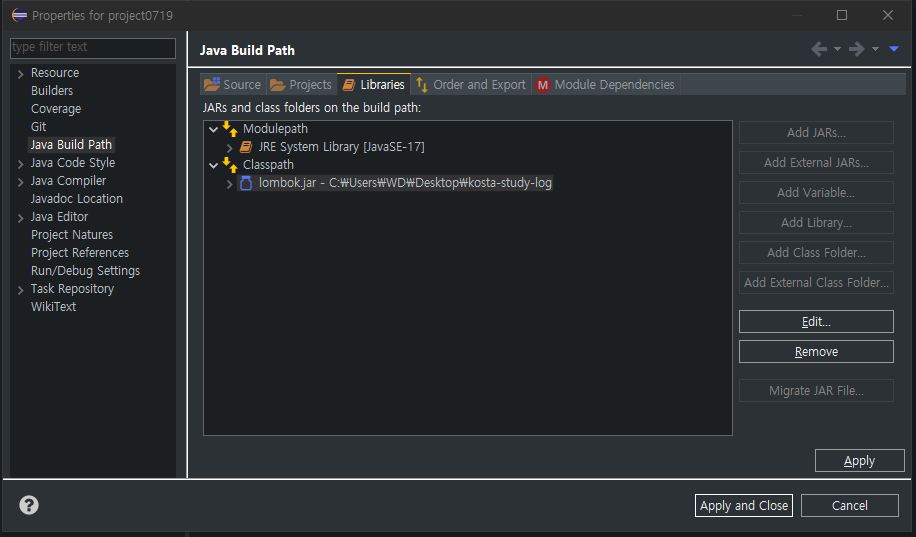 Properties for project0719
type filter text
Resource
Builders
Coverage
Git
Java Build Path
Java Code Style
Java Compiler
Javadoc Location
Java Editor
Project Natures
Project References
Run/Debug Settings
Task Repository
WikiText
Java Build Path
Source
Projects
Libraries
Order and Export
M Module Dependencies
JARs and class folders on the build path:
Modulepath
JRE System Library [JavaSE-17]
Classpath
lombok.jar - C:₩Users₩WD₩Desktop₩kosta-study-log
Add JARs...
Add External JARs...
Add Variable...
Add Library...
Add Class Folder...
Add External Class Folder...
Edit...
Remove
Migrate JAR File...
Apply
?
Apply and Close
Cancel